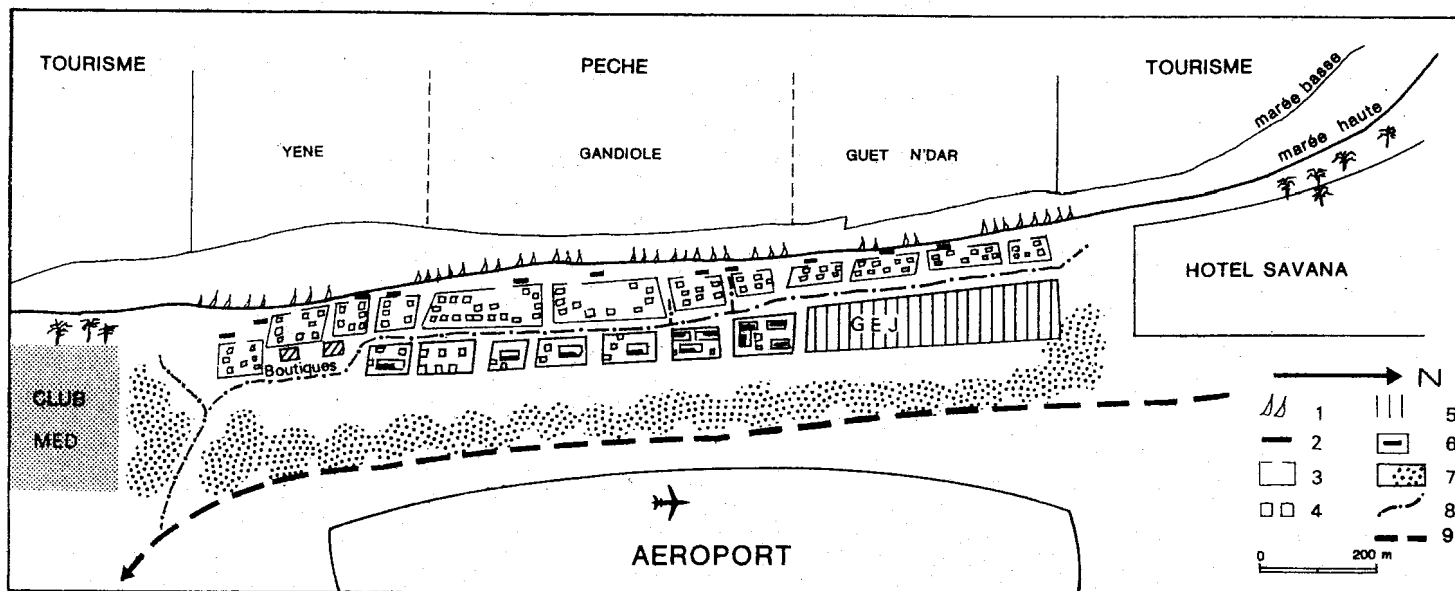 TOURISME
PECHE
TOURISME
YENE
GANDIOLE
GUET N'DAR
marée basse
marée haute
HOTEL SAVANA
GEJ
Boutiques
CLUB
MED
AEROPORT
N
1
2
3
4
5
6
7
8
9
0 200 m